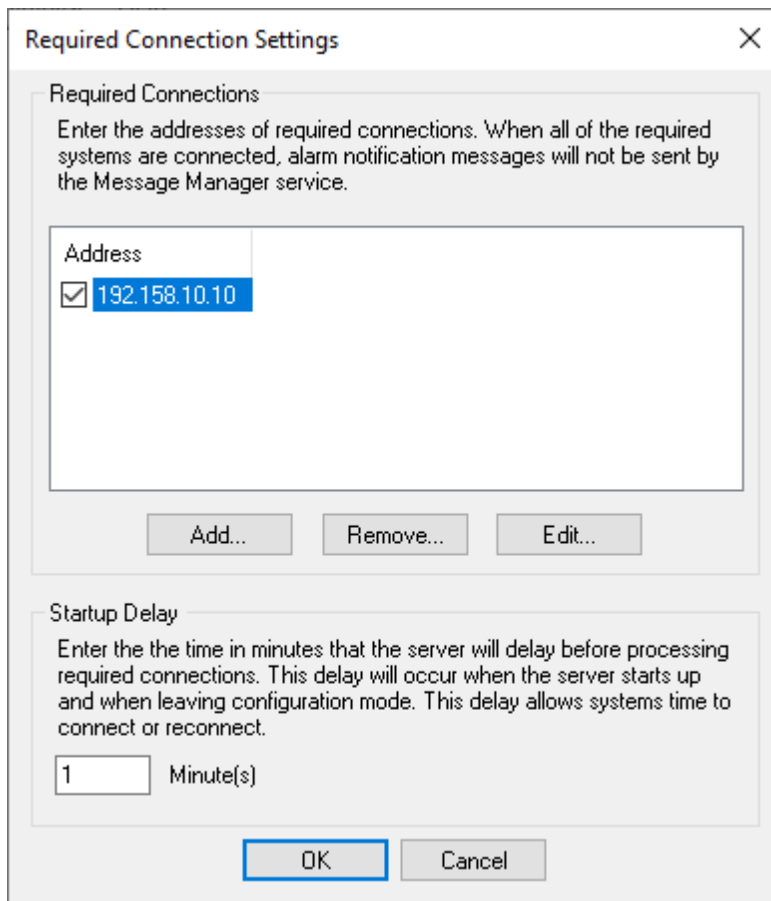 Required Connection Settings
Required Connections
Enter the addresses of required connections. When all of the required
systems are connected, alarm notification messages will not be sent by
the Message Manager service.
Address
192.158.10.10
Add...
Remove...
Edit...
Startup Delay
Enter the the time in minutes that the server will delay before processing
required connections. This delay will occur when the server starts up
and when leaving configuration mode. This delay allows systems time to
connect or reconnect.
1 Minute(s)
OK
Cancel